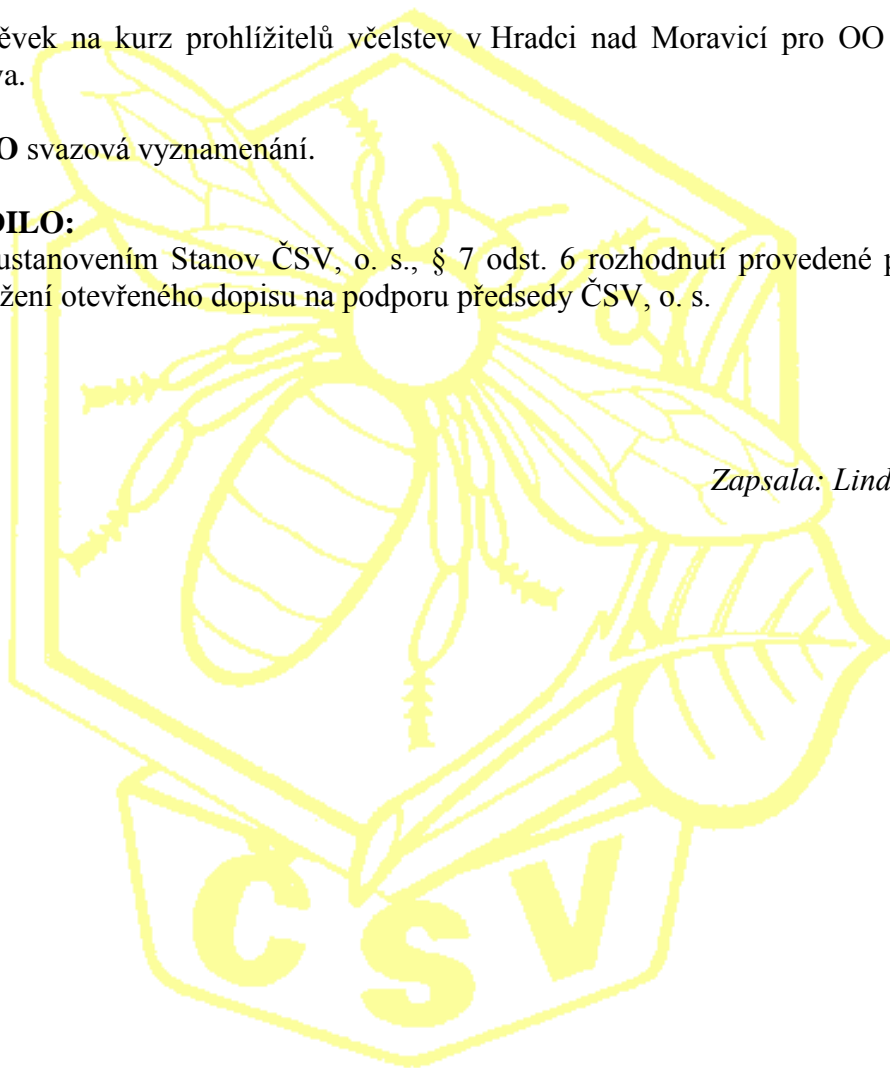 ěvek na kurz prohlížitelů včelstev v Hradci nad Moravicí pro OO
va.
O svazová vyznamenání.
DILO:
ustanovením Stanov ČSV, o. s., § 7 odst. 6 rozhodnutí provedené p
žení otevřeného dopisu na podporu předsedy ČSV, o. s.
Zapsala: Lind
ČSV